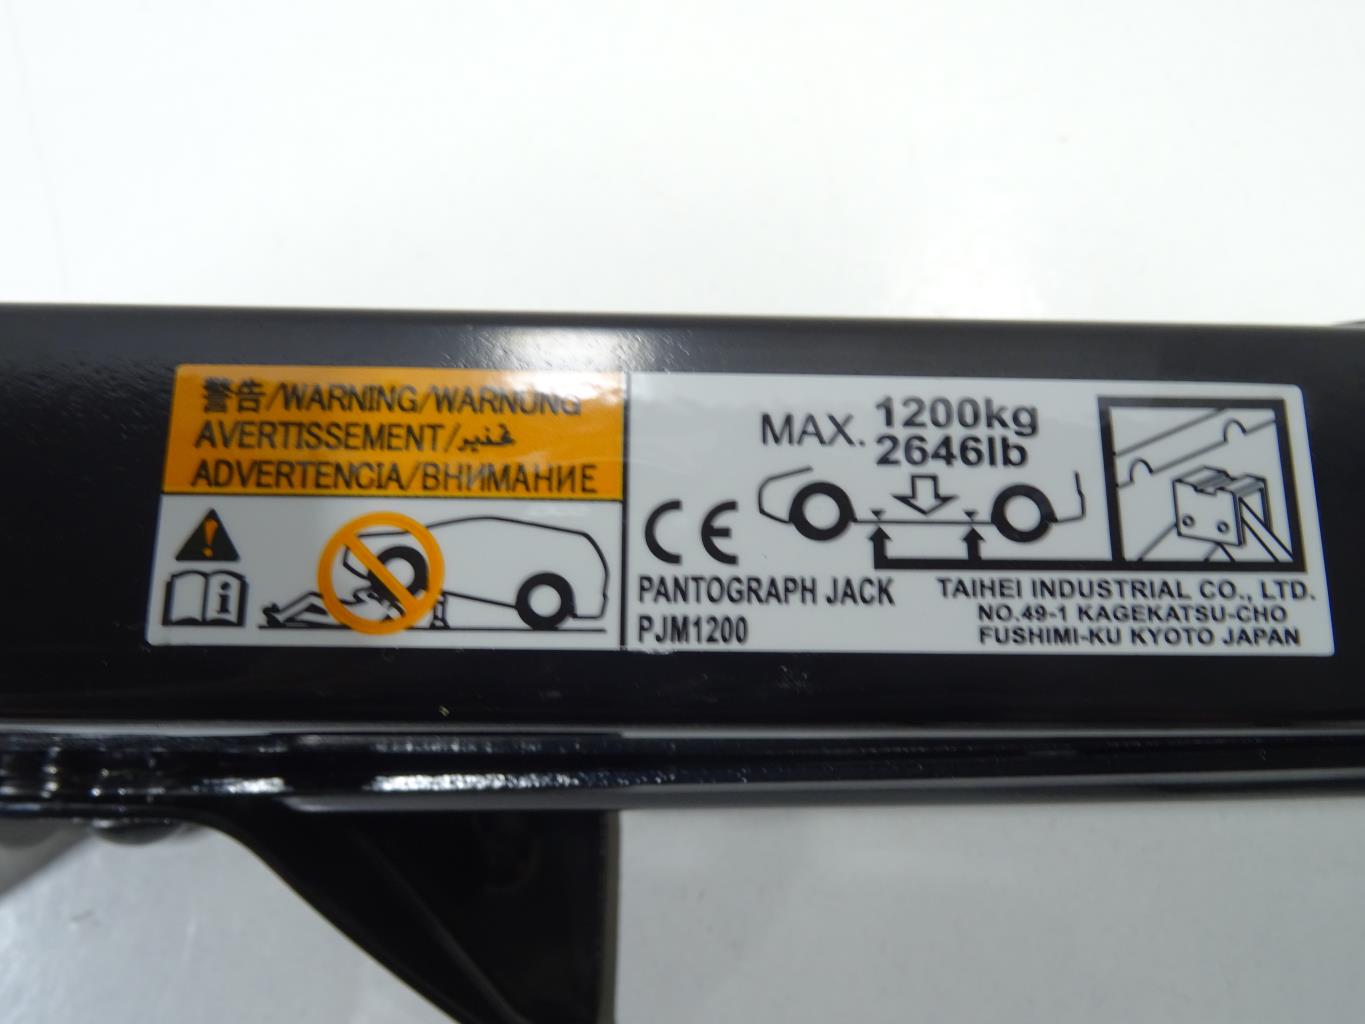 警告/WARNING/WARNUNG
AVERTISSEMENT/تحذير
ADVERTENCIA/ВНИМАНИЕ
MAX. 1200kg
2646lb
CE
PANTOGRAPH JACK
PJM1200
TAIHEI INDUSTRIAL CO., LTD.
NO.49-1 KAGEKATSU-CHO
FUSHIMI-KU KYOTO JAPAN